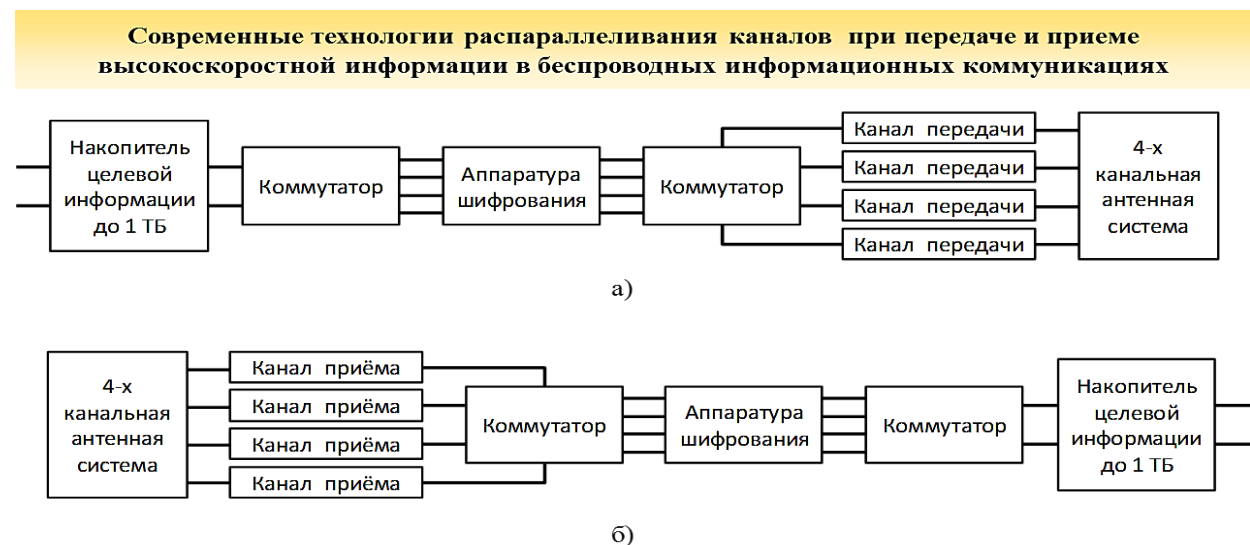 Современные технологии распараллеливания каналов при передаче и приеме
высокоскоростной информации в беспроводных информационных коммуникациях
Накопитель
целевой
информации
до 1 ТБ
Коммутатор
Аппаратура
шифрования
Коммутатор
Канал передачи
Канал передачи
Канал передачи
Канал передачи
4-х
канальная
антенная
система
а)
4-х
канальная
антенная
система
Канал приёма
Канал приёма
Канал приёма
Канал приёма
Коммутатор
Аппаратура
шифрования
Коммутатор
Накопитель
целевой
информации
до 1 ТБ
б)